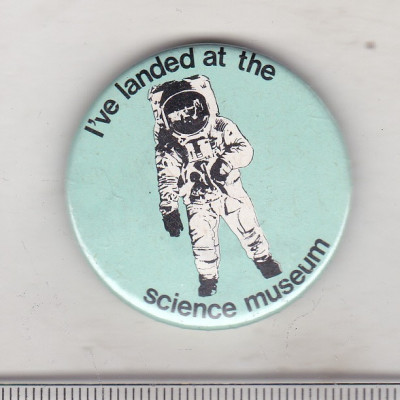 I've landed at the
science museum